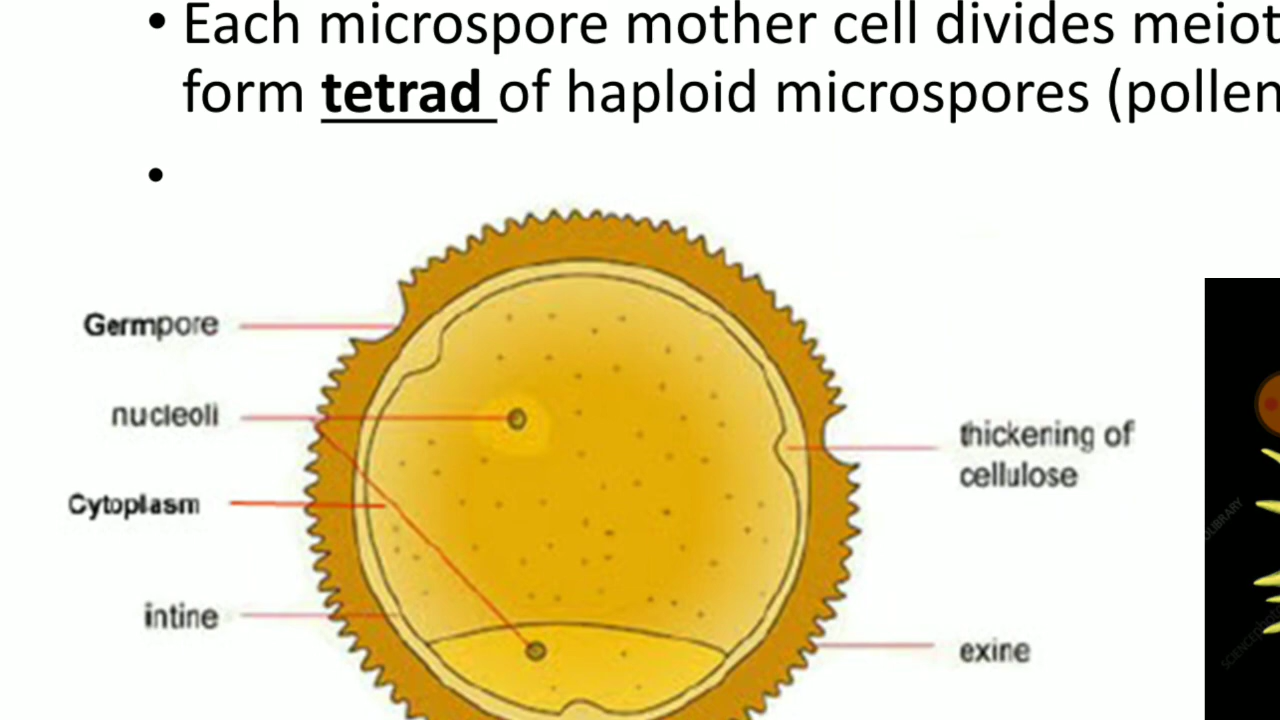 • Each microspore mother cell divides meiot
form tetrad of haploid microspores (pollen
•
Germpore
nucleoli
thickening of
cellulose
Cytoplasm
intine
exine